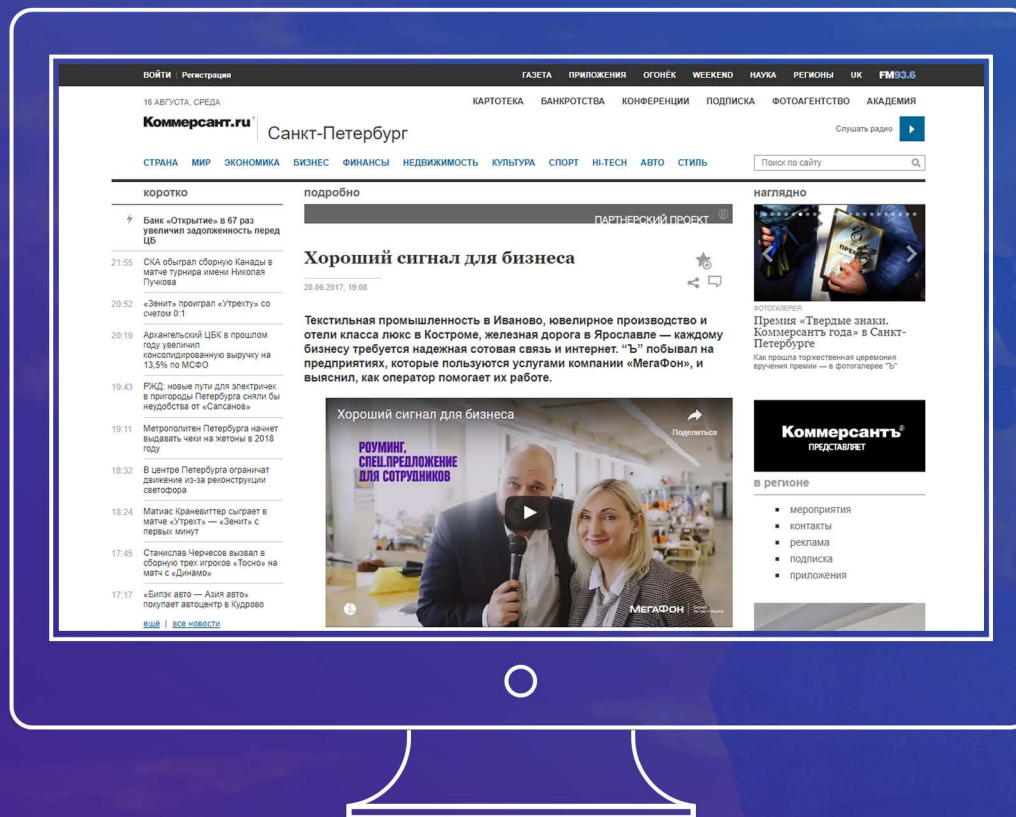 ВОЙТИ | Регистрация
ГАЗЕТА ПРИЛОЖЕНИЯ ОГОНЁК WEEKEND НАУКА РЕГИОНЫ UK FM93.6
16 АВГУСТА, СРЕДА
КАРТОТЕКА БАНКРОТСТВА КОНФЕРЕНЦИИ ПОДПИСКА ФОТОАГЕНТСТВО АКАДЕМИЯ
Коммерсант.ru
Санкт-Петербург
Слушать радио
СТРАНА МИР ЭКОНОМИКА БИЗНЕС ФИНАНСЫ НЕДВИЖИМОСТЬ КУЛЬТУРА СПОРТ HI-TECH АВТО СТИЛЬ
Поиск по сайту
коротко
Банк «Открытие» в 67 раз
увеличил задолженность перед
ЦБ
21:55 СКА обыграл сборную Канады в
матче турнира имени Николая
Пучкова
20:52 «Зенит» проиграл «Утрехту» со
счетом 0:1
20:19 Архангельский ЦБК в прошлом
году увеличил
консолидированную выручку на
13,5% по МСФО
19:43 РЖД: новые пути для электричек
в пригороды Петербурга сняли бы
неудобства от «Сапсанов»
19:11 Метрополитен Петербурга начнет
выдавать чеки на жетоны в 2018
году
18:32 В центре Петербурга ограничат
движение из-за реконструкции
светофора
18:24 Матиас Краневиттер сыграет в
матче «Утрехт» — «Зенит» с
первых минут
17:45 Станислав Черчесов вызвал в
сборную трех игроков «Тосно» на
матч с «Динамо»
17:17 «Бипэк авто — Азия авто»
покупает автоцентр в Кудрово
ещё | все новости
подробно
ПАРТНЕРСКИЙ ПРОЕКТ
Хороший сигнал для бизнеса
28.06.2017, 19:08
Текстильная промышленность в Иваново, ювелирное производство и
отели класса люкс в Костроме, железная дорога в Ярославле — каждому
бизнесу требуется надежная сотовая связь и интернет. “Ъ” побывал на
предприятиях, которые пользуются услугами компании «МегаФон», и
выяснил, как оператор помогает их работе.
Хороший сигнал для бизнеса
Поделиться
РОУМИНГ,
СПЕЦ.ПРЕДЛОЖЕНИЕ
ДЛЯ СОТРУДНИКОВ
МЕГАФОН
наглядно
ФОТОГАЛЕРЕЯ
Премия «Твердые знаки.
Коммерсантъ года» в Санкт-
Петербурге
Как прошла торжественная церемония
вручения премии — в фотогалерее "Ъ"
Коммерсантъ
ПРЕДСТАВЛЯЕТ
в регионе
мероприятия
контакты
реклама
подписка
приложения